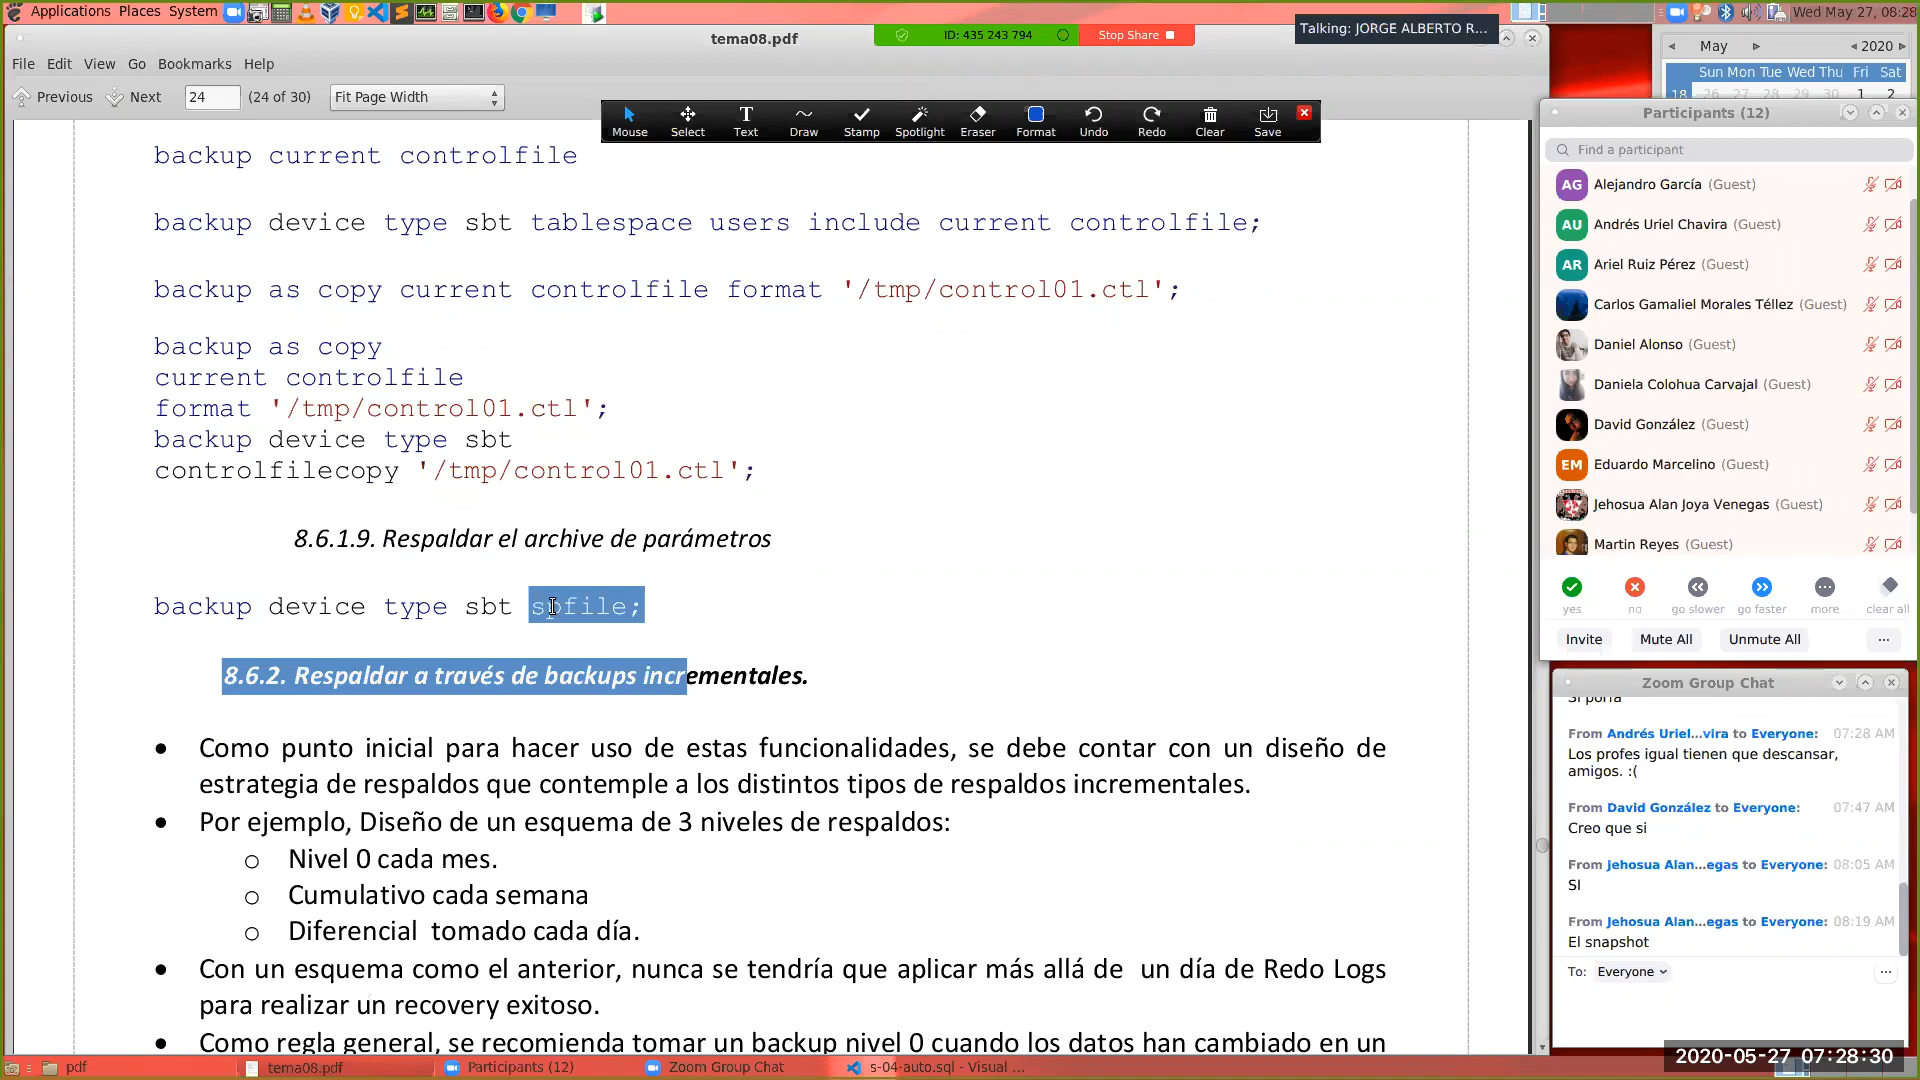 Applications Places System
Wed May 27, 08:28
tema08.pdf
ID: 435 243 794
Stop Share
Talking: JORGE ALBERTO R...
File Edit View Go Bookmarks Help
Previous Next 24 (24 of 30) Fit Page Width
Mouse Select Text Draw Stamp Spotlight Eraser Format Undo Redo Clear Save
backup current controlfile
backup device type sbt tablespace users include current controlfile;
backup as copy current controlfile format '/tmp/control01.ctl';
backup as copy
current controlfile
format '/tmp/control01.ctl';
backup device type sbt
controlfilecopy '/tmp/control01.ctl';
8.6.1.9. Respaldar el archive de parámetros
backup device type sbt spfile;
8.6.2. Respaldar a través de backups incrementales.
• Como punto inicial para hacer uso de estas funcionalidades, se debe contar con un diseño de
estrategia de respaldos que contemple a los distintos tipos de respaldos incrementales.
• Por ejemplo, Diseño de un esquema de 3 niveles de respaldos:
o Nivel 0 cada mes.
o Cumulativo cada semana
o Diferencial tomado cada día.
• Con un esquema como el anterior, nunca se tendría que aplicar más allá de un día de Redo Logs
para realizar un recovery exitoso.
• Como regla general, se recomienda tomar un backup nivel 0 cuando los datos han cambiado en un
May 2020
Sun Mon Tue Wed Thu Fri Sat
18 26 27 28 29 30 1 2
Participants (12)
Find a participant
AG Alejandro García (Guest)
AU Andrés Uriel Chavira (Guest)
AR Ariel Ruiz Pérez (Guest)
Carlos Gamaliel Morales Téllez (Guest)
Daniel Alonso (Guest)
Daniela Colohua Carvajal (Guest)
David González (Guest)
EM Eduardo Marcelino (Guest)
Jehosua Alan Joya Venegas (Guest)
Martin Reyes (Guest)
yes no go slower go faster more clear all
Invite Mute All Unmute All ...
Zoom Group Chat
Si porfa
From Andrés Uriel...vira to Everyone: 07:28 AM
Los profes igual tienen que descansar,
amigos. :(
From David González to Everyone: 07:47 AM
Creo que si
From Jehosua Alan...egas to Everyone: 08:05 AM
SI
From Jehosua Alan...egas to Everyone: 08:19 AM
El snapshot
To: Everyone ...
2020-05-27 07:28:30
pdf tema08.pdf Participants (12) Zoom Group Chat s-04-auto.sql - Visual ...